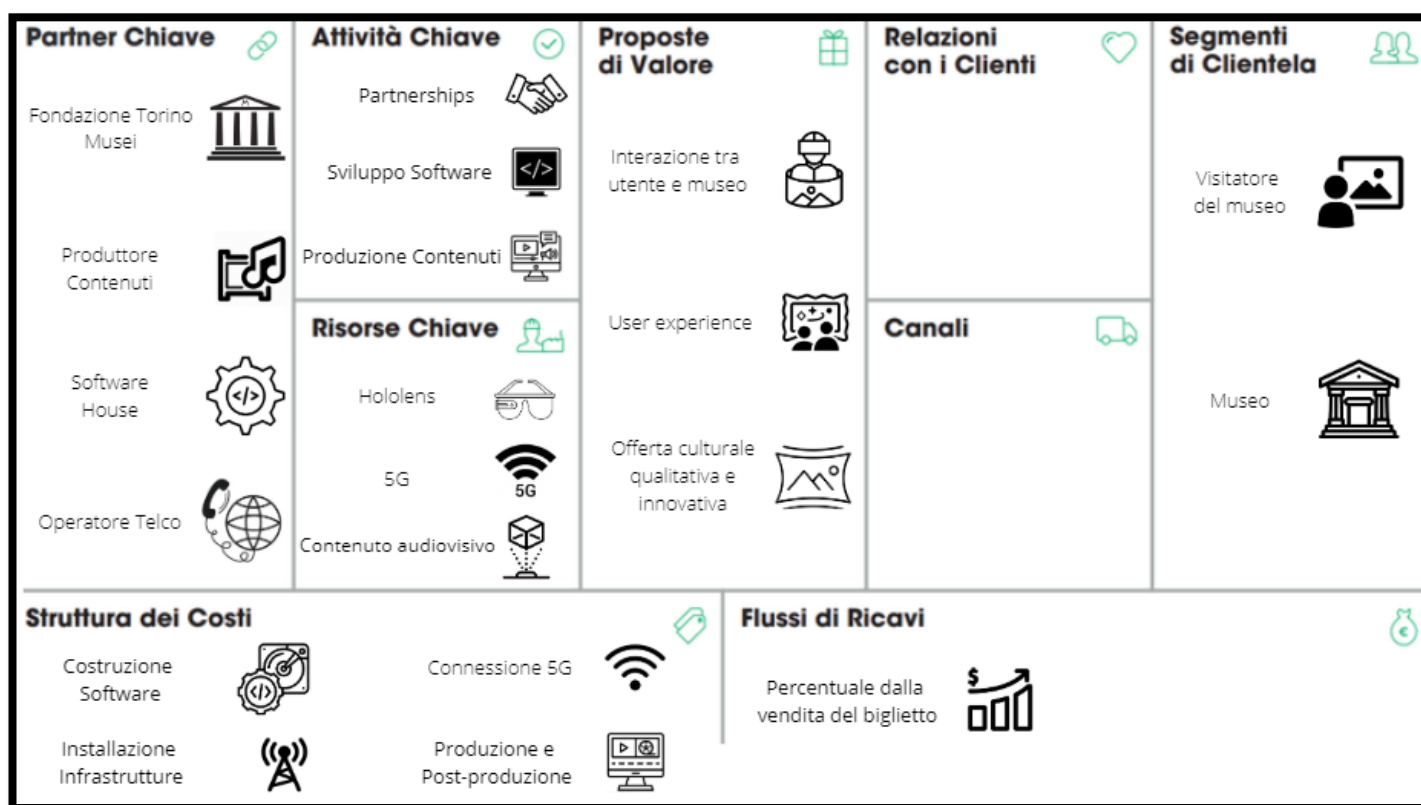 Partner Chiave
Fondazione Torino
Musei
Produttore
Contenuti
Software
House
Operatore Telco
Attività Chiave
Partnerships
Sviluppo Software
</>
Produzione Contenuti
Risorse Chiave
Hololens
5G
5G
Contenuto audiovisivo
Proposte
di Valore
Interazione tra
utente e museo
User experience
Offerta culturale
qualitativa e
innovativa
Relazioni
con i Clienti
Canali
Segmenti
di Clientela
Visitatore
del museo
Museo
Struttura dei Costi
Costruzione
Software
Installazione
Infrastrutture
Connessione 5G
Produzione e
Post-produzione
Flussi di Ricavi
€
Percentuale dalla
vendita del biglietto
$